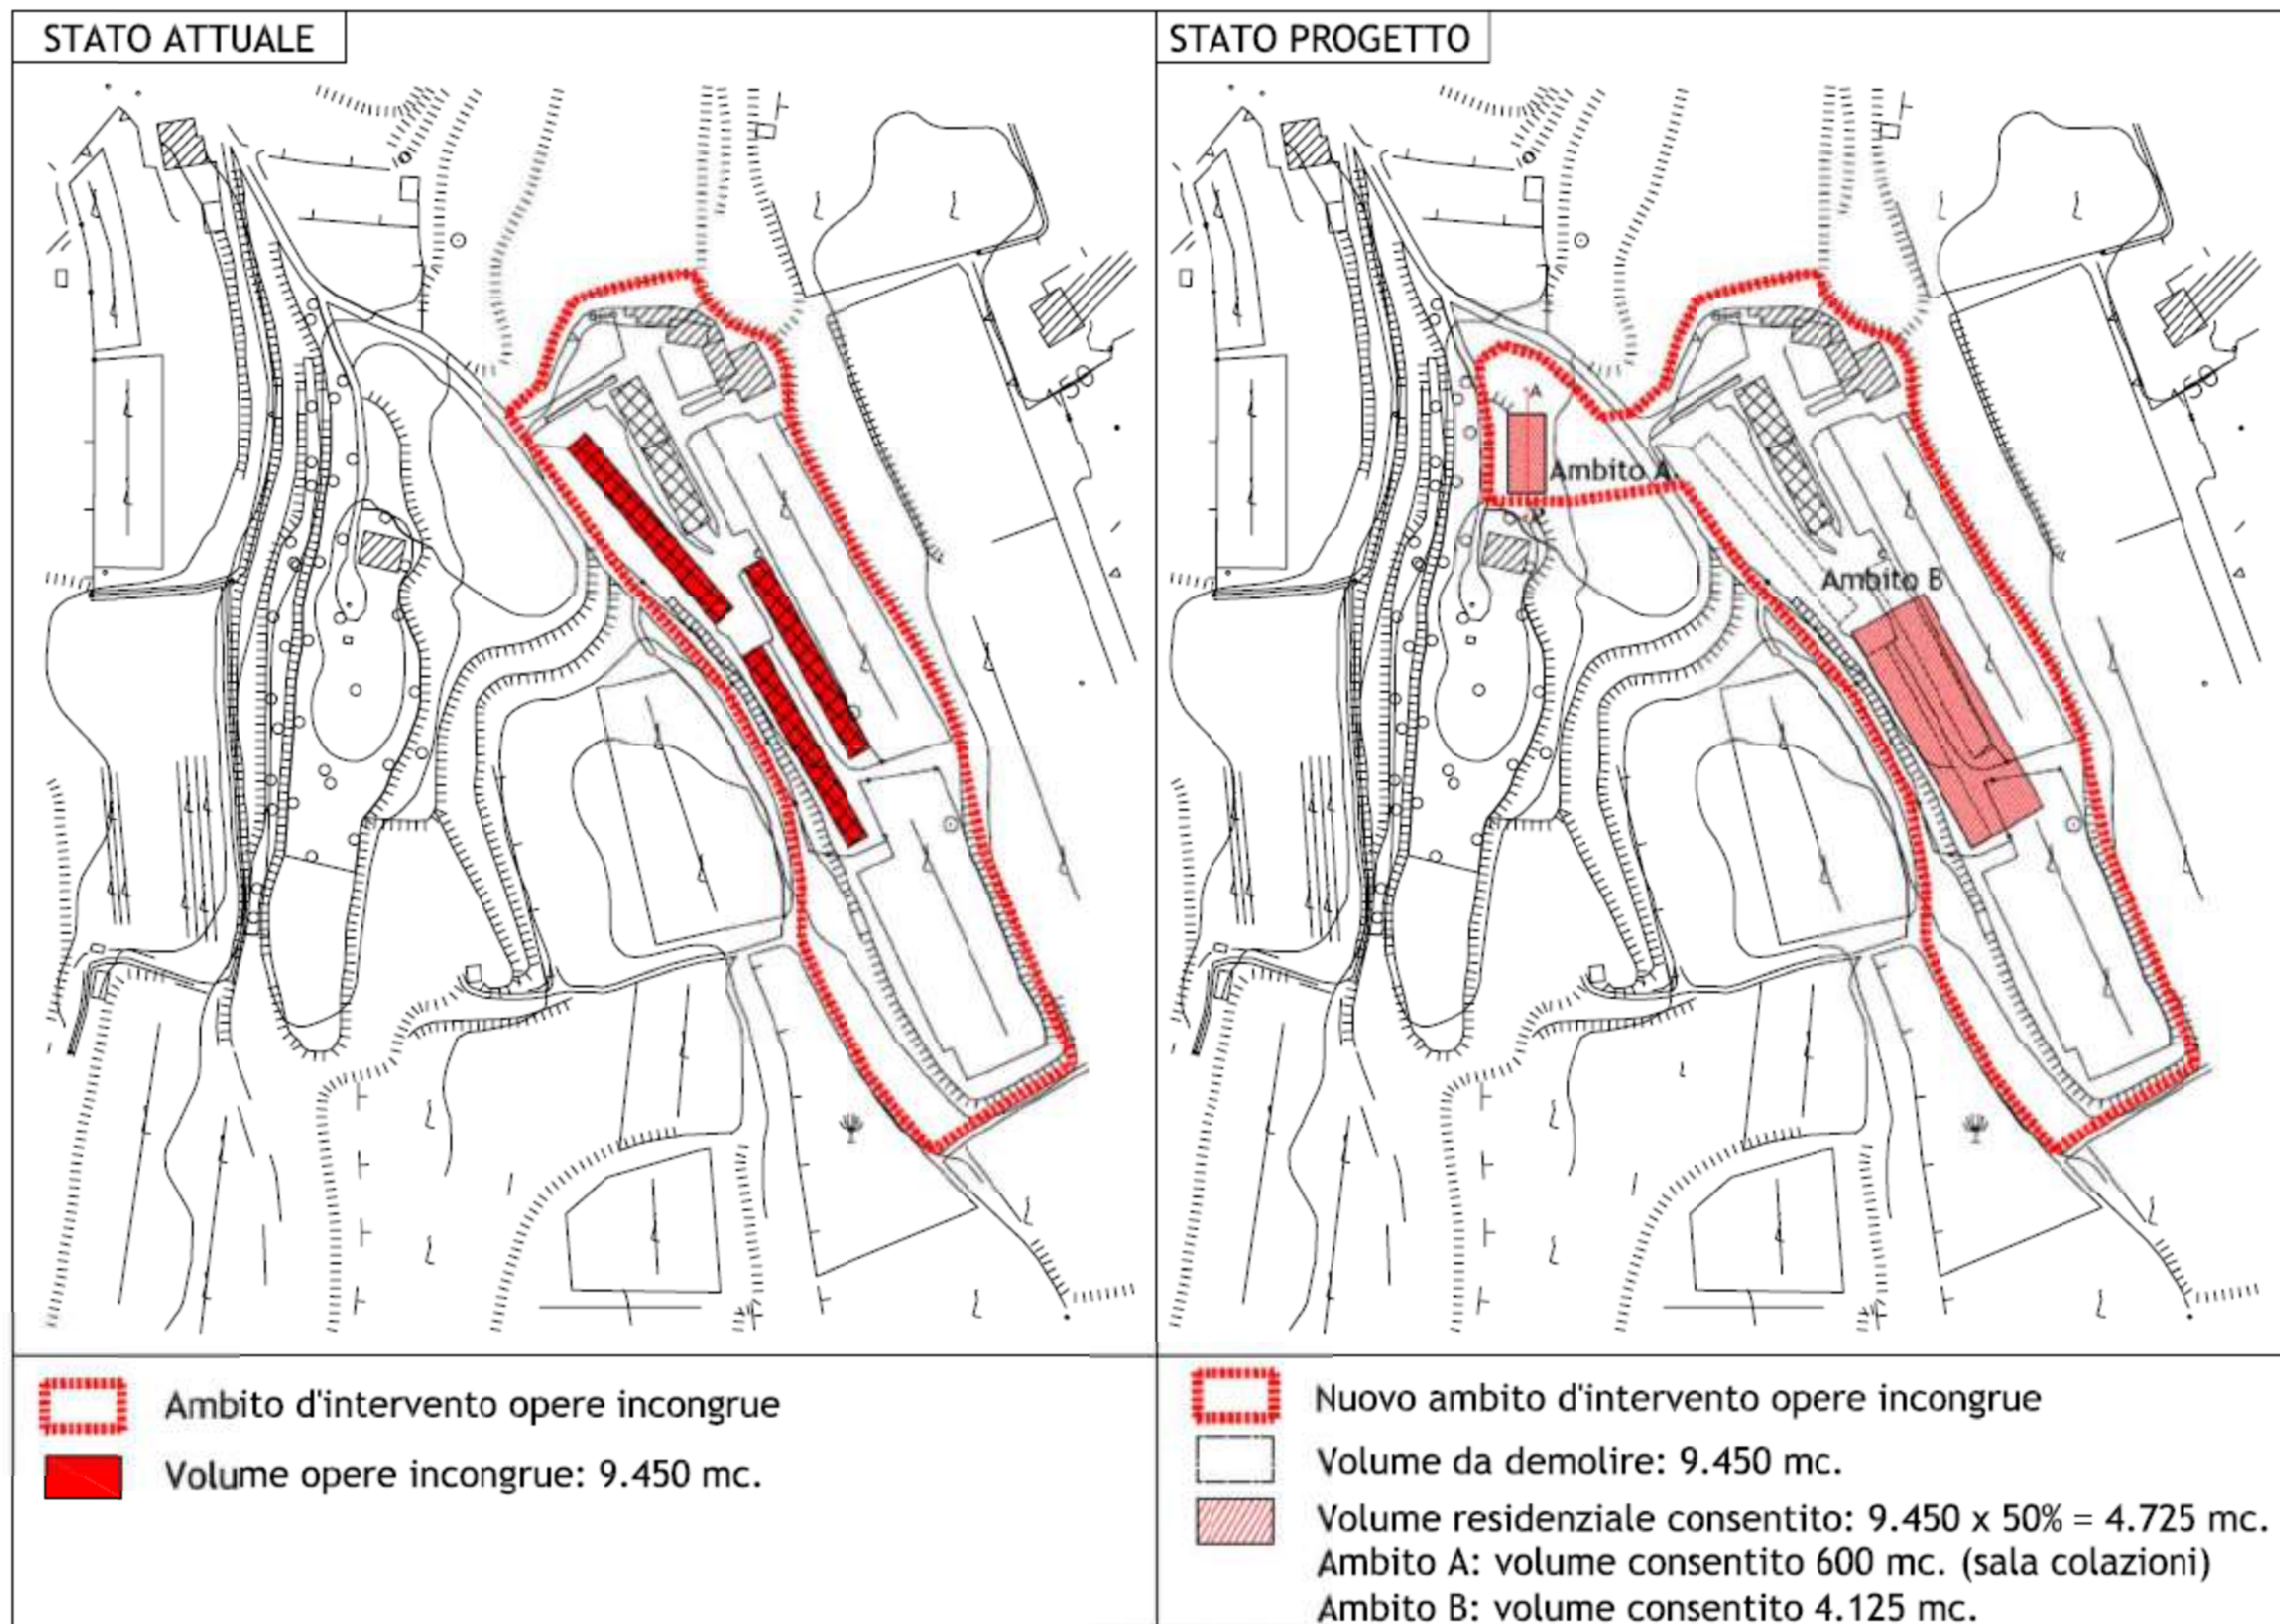 STATO ATTUALE
STATO PROGETTO
150
150
A
Ambito A
Ambito B
Ambito d'intervento opere incongrue
Volume opere incongrue: 9.450 mc.
Nuovo ambito d'intervento opere incongrue
Volume da demolire: 9.450 mc.
Volume residenziale consentito: 9.450 x 50% = 4.725 mc.
Ambito A: volume consentito 600 mc. (sala colazioni)
Ambito B: volume consentito 4.125 mc.